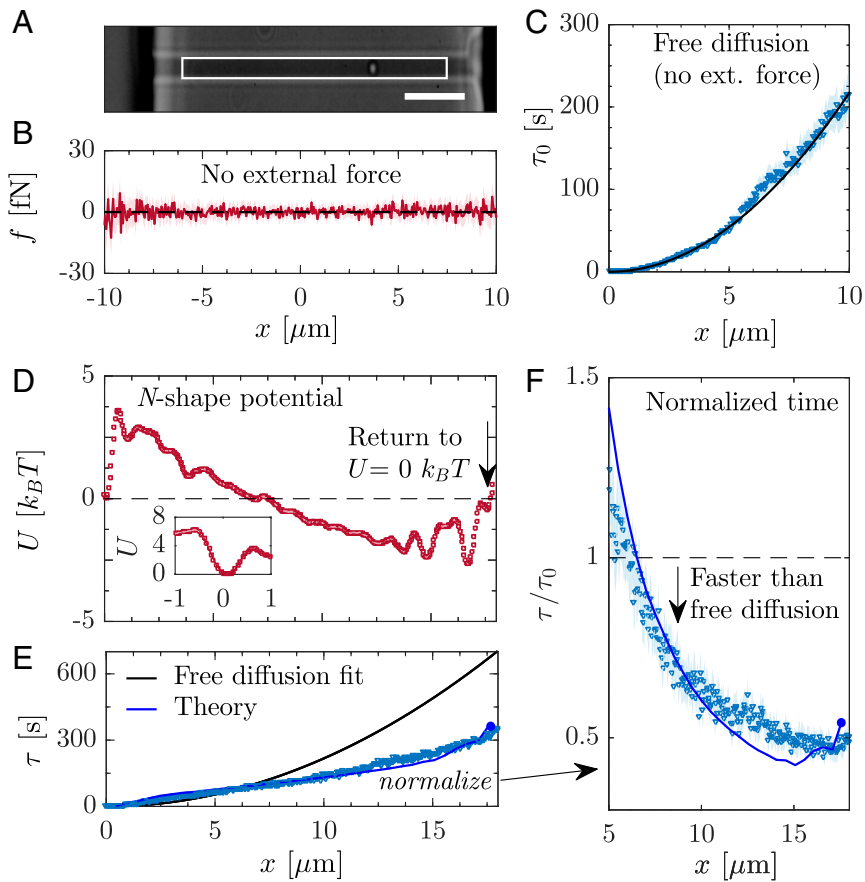 A
B
30
No external force
f [fN]
0
-30
-10
-5
0
5
10
x [μm]
C
300
Free diffusion
(no ext. force)
200
τ0 [s]
100
0
0
5
10
x [μm]
D
5
N-shape potential
Return to
U= 0 kBT
U [kBT]
0
8
U
4
0
-1
0
1
-5
E
600
Free diffusion fit
Theory
τ [s]
300
normalize
0
0
5
10
15
x [μm]
F
1.5
Normalized time
1
τ/τ0
Faster than
free diffusion
0.5
5
10
15
x [μm]